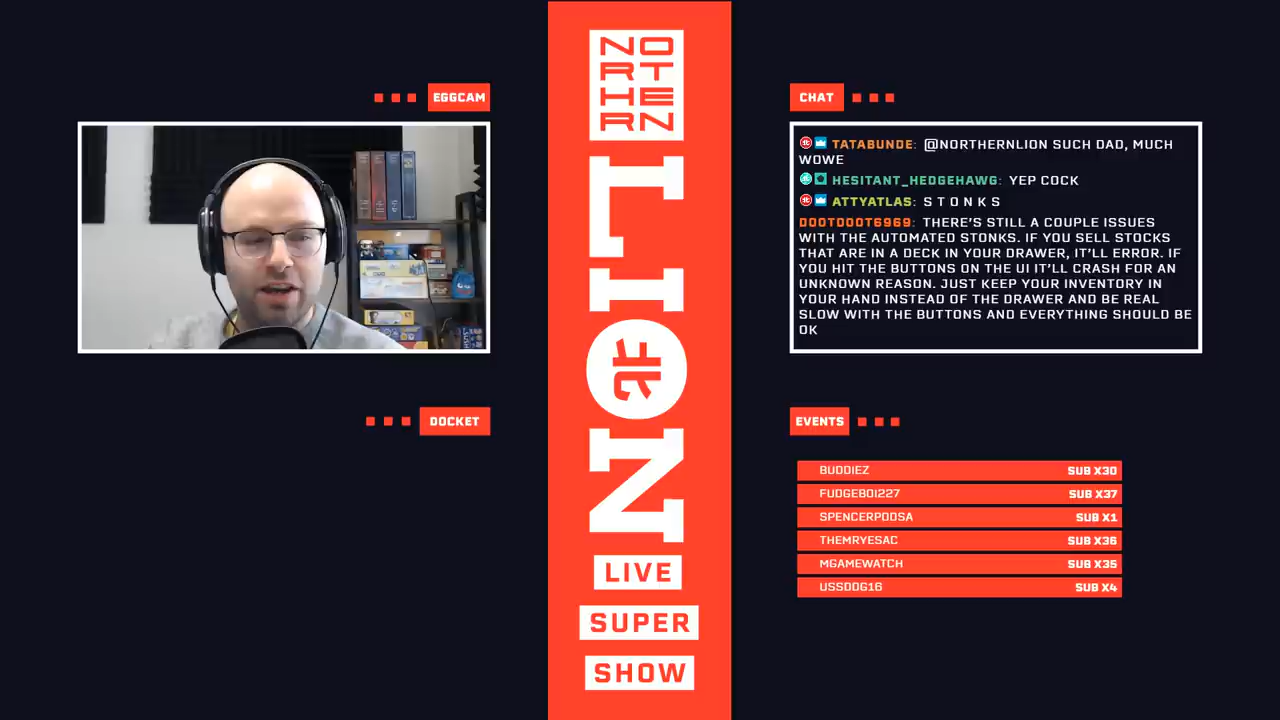 EGGCAM
DOCKET
NO
RT
HE
RN
LION
LIVE
SUPER
SHOW
CHAT
TATABUNDE: @NORTHERNLION SUCH DAD, MUCH
WOWE
HESITANT_HEDGEHAWG: YEP COCK
ATTYATLAS: S T O N K S
DOOTDOOT6969: THERE'S STILL A COUPLE ISSUES
WITH THE AUTOMATED STONKS. IF YOU SELL STOCKS
THAT ARE IN A DECK IN YOUR DRAWER, IT'LL ERROR. IF
YOU HIT THE BUTTONS ON THE UI IT'LL CRASH FOR AN
UNKNOWN REASON. JUST KEEP YOUR INVENTORY IN
YOUR HAND INSTEAD OF THE DRAWER AND BE REAL
SLOW WITH THE BUTTONS AND EVERYTHING SHOULD BE
OK
EVENTS
BUDDIEZ SUB X30
FUDGEBOI227 SUB X37
SPENCERPDDSA SUB X1
THEMRYESAC SUB X36
MGAMEWATCH SUB X35
USSDOG16 SUB X4